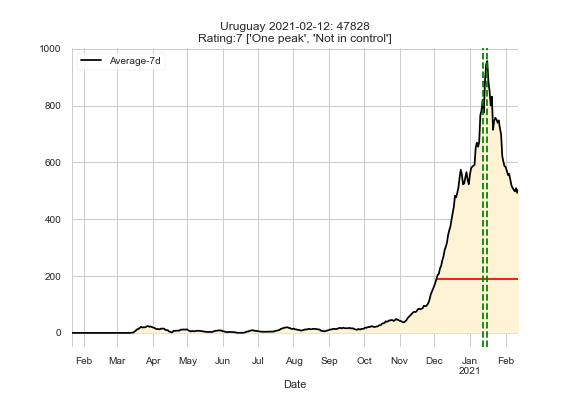 Uruguay 2021-02-12: 47828
Rating:7 ['One peak', 'Not in control']
Average-7d
1000
800
600
400
200
0
Feb Mar Apr May Jun Jul Aug Sep Oct Nov Dec Jan Feb
2021
Date